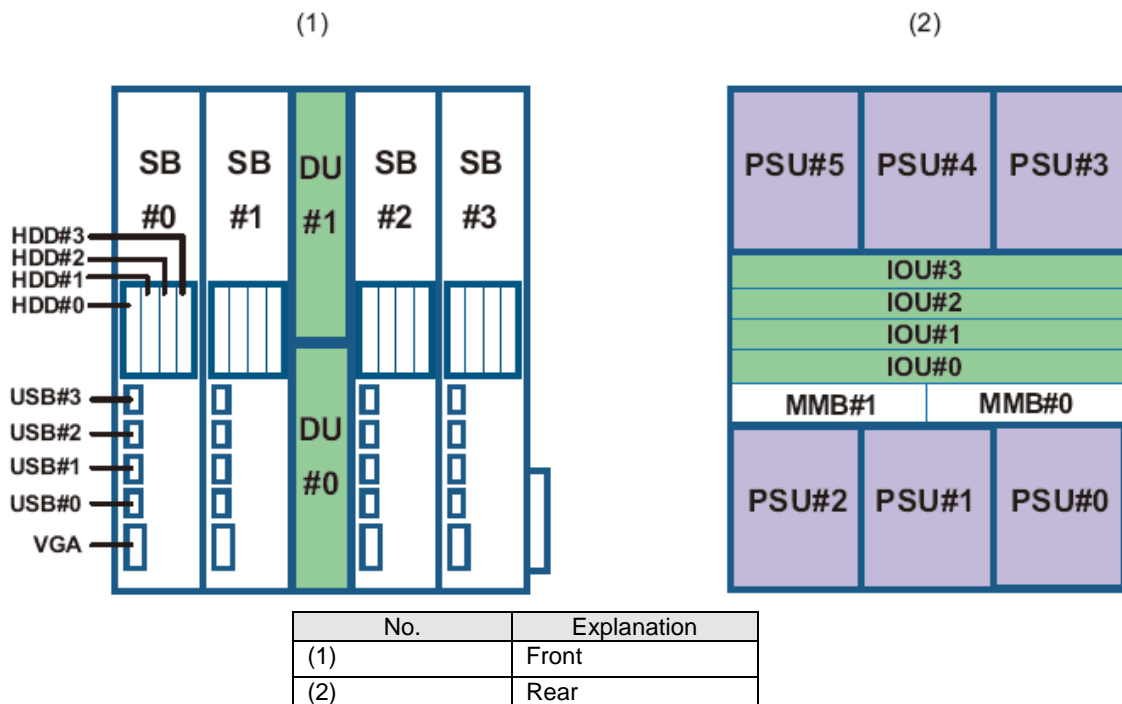 (1)
(2)
SB
#0
SB
#1
DU
#1
SB
#2
SB
#3
HDD#3
HDD#2
HDD#1
HDD#0
USB#3
USB#2
USB#1
USB#0
VGA
DU
#0
PSU#5 PSU#4 PSU#3
IOU#3
IOU#2
IOU#1
IOU#0
MMB#1 MMB#0
PSU#2 PSU#1 PSU#0
No. Explanation
(1) Front
(2) Rear